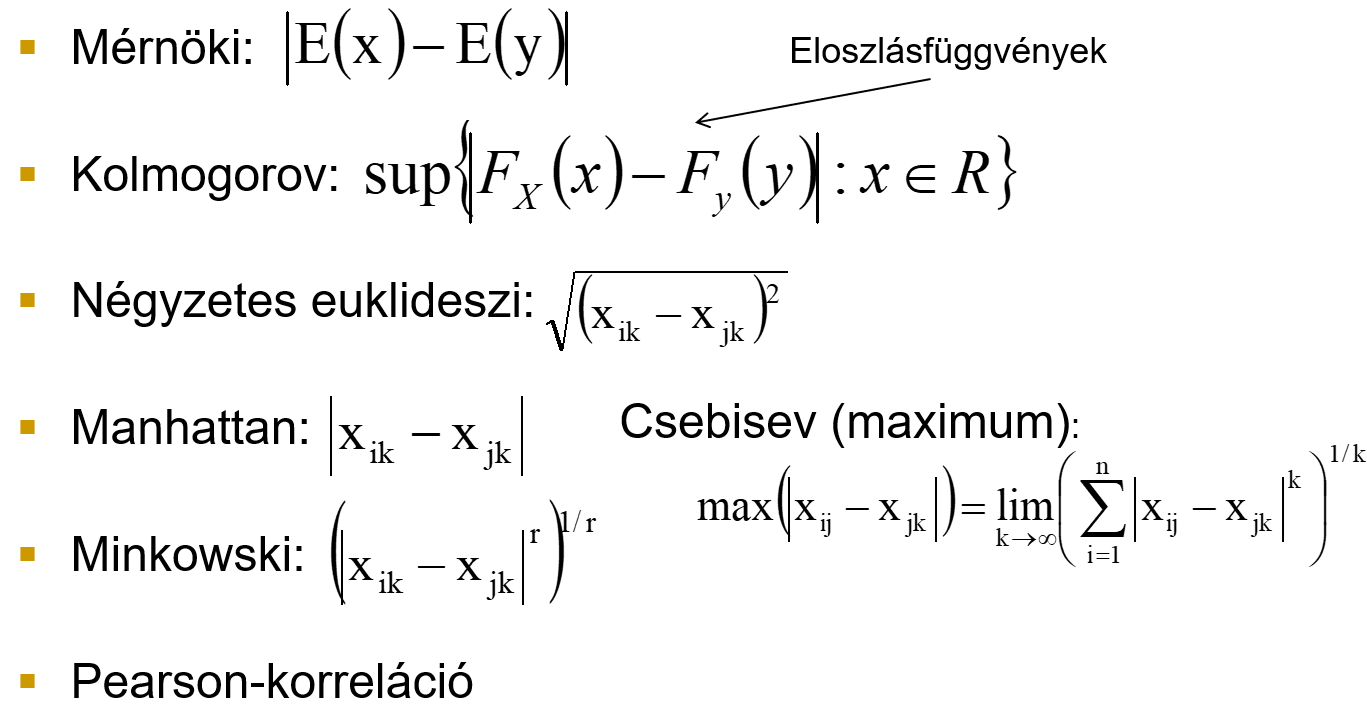 ▪ Mérnöki: |E(x) − E(y)|
Eloszlásfüggvények
▪ Kolmogorov: sup{|F_X(x) − F_y(y)| : x ∈ R}
▪ Négyzetes euklideszi: √(x_ik − x_jk)^2
▪ Manhattan: |x_ik − x_jk|
Csebisev (maximum):
max(|x_ij − x_jk|) = lim_{k→∞} (∑_{i=1}^{n} |x_ij − x_jk|^k)^{1/k}
▪ Minkowski: (|x_ik − x_jk|^r)^{1/r}
▪ Pearson-korreláció